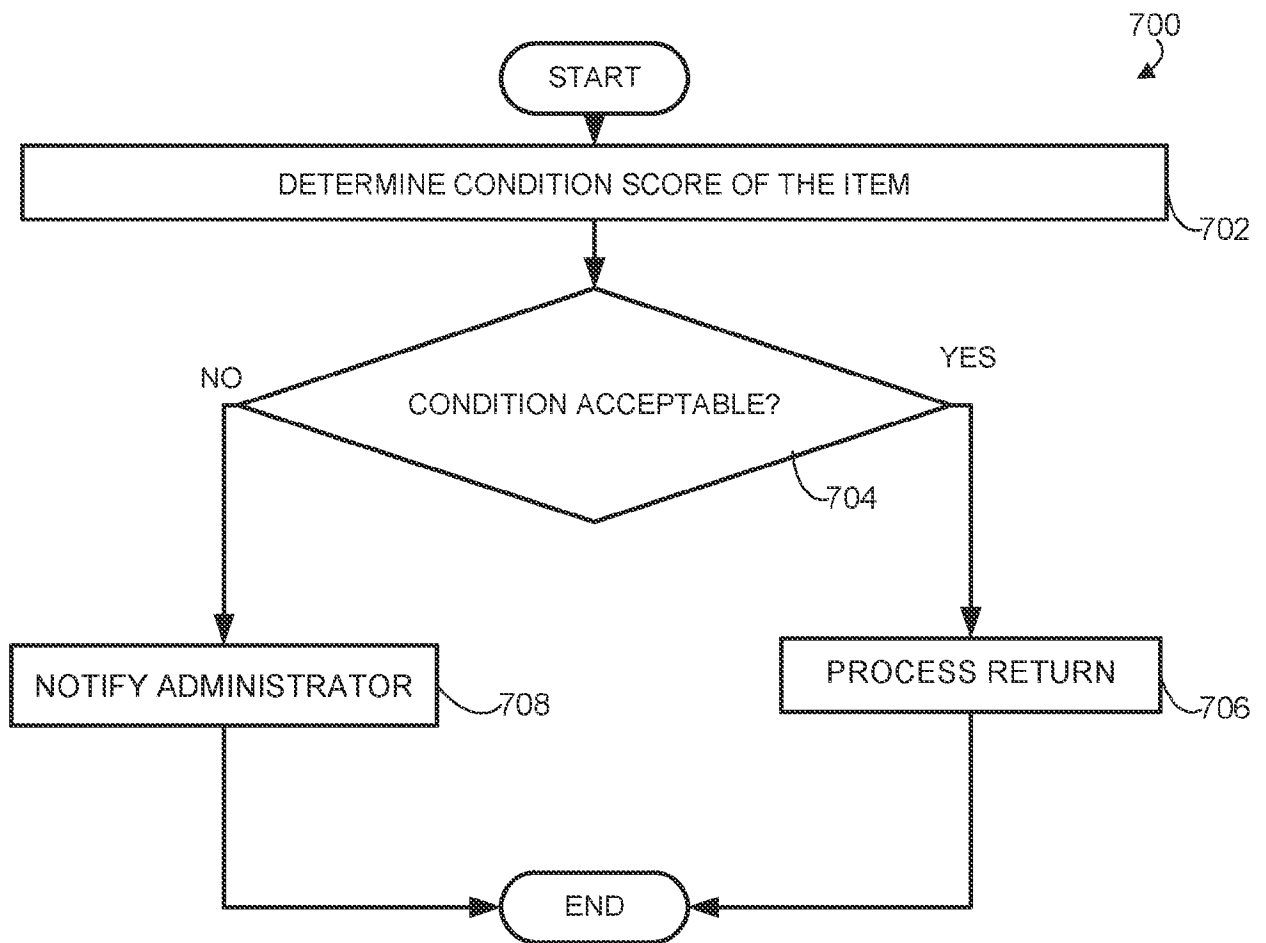 700
START
DETERMINE CONDITION SCORE OF THE ITEM
702
NO
YES
CONDITION ACCEPTABLE?
704
NOTIFY ADMINISTRATOR
708
PROCESS RETURN
706
END